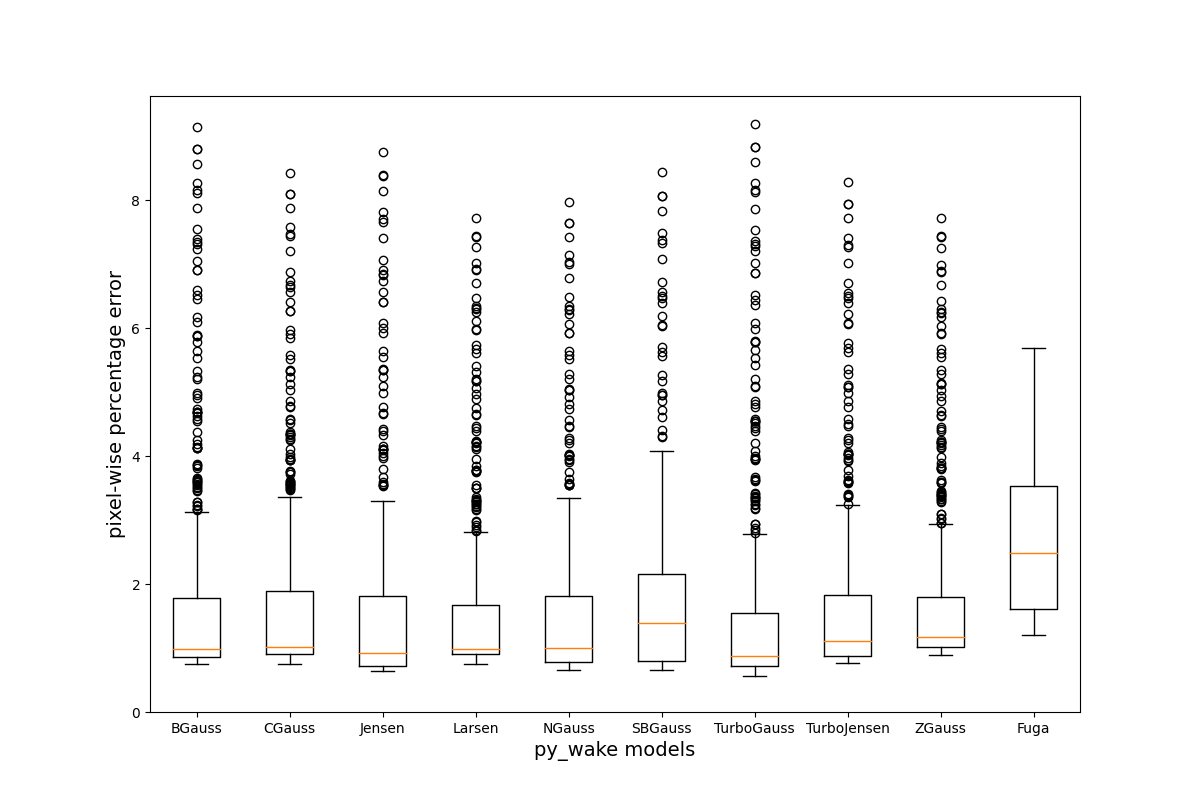 pixel-wise percentage error
8
6
4
2
0
BGauss CGauss Jensen Larsen NGauss SBGauss TurboGauss TurboJensen ZGauss Fuga
py_wake models